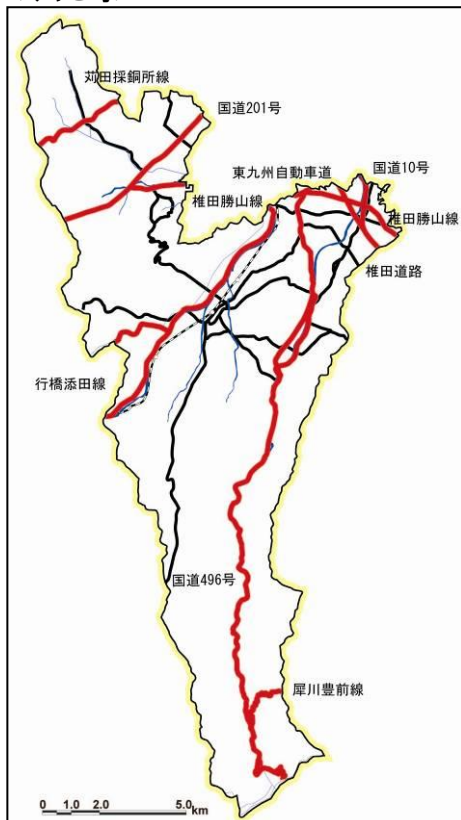 苅田採銅所線
国道201号
東九州自動車道
国道10号
椎田勝山線
椎田勝山線
椎田道路
行橋添田線
国道496号
犀川豊前線
0 1.0 2.0 5.0
km